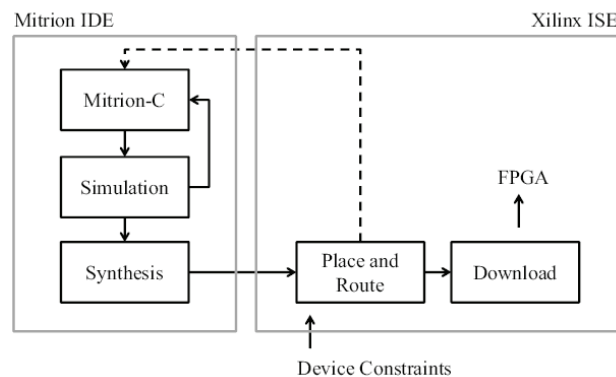 Mitrion IDE
Xilinx ISE
Mitrion-C
Simulation
FPGA
Synthesis
Place and
Route
Download
Device Constraints